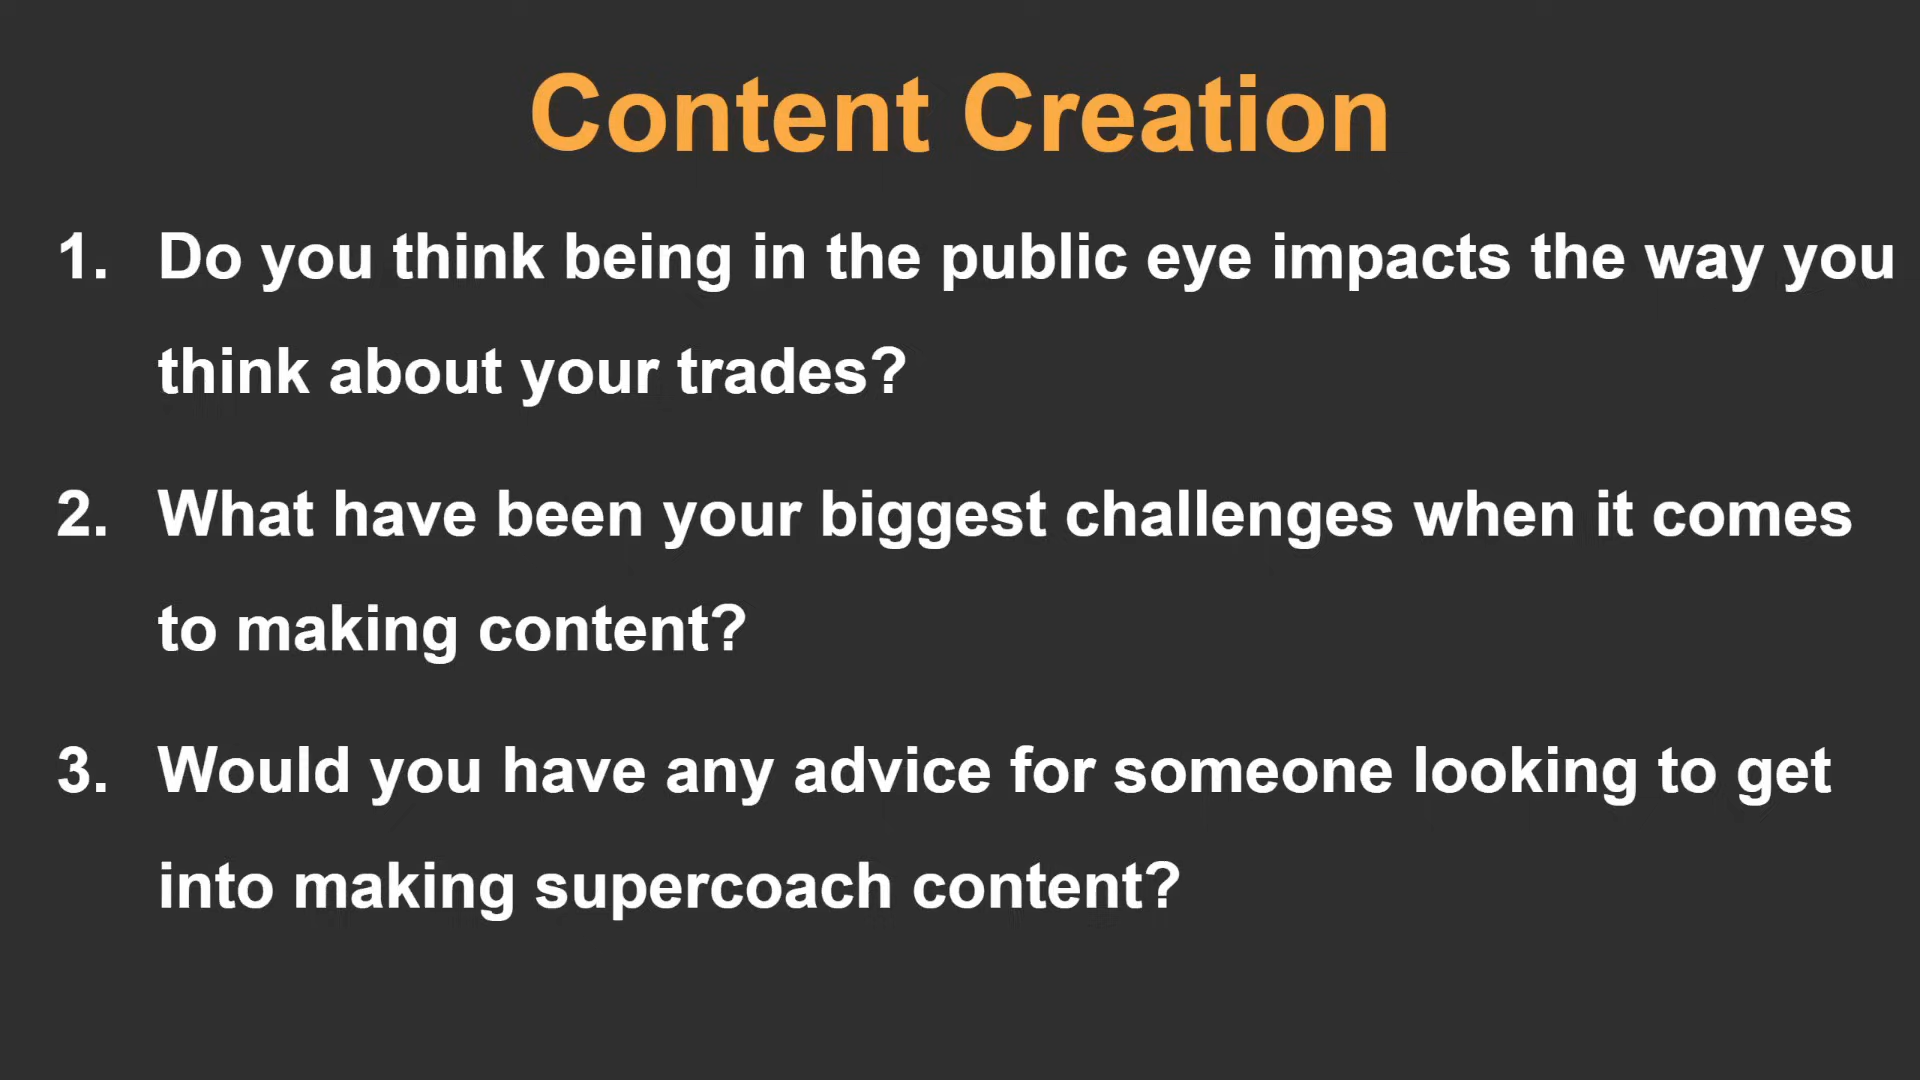 Content Creation
1. Do you think being in the public eye impacts the way you
think about your trades?
2. What have been your biggest challenges when it comes
to making content?
3. Would you have any advice for someone looking to get
into making supercoach content?